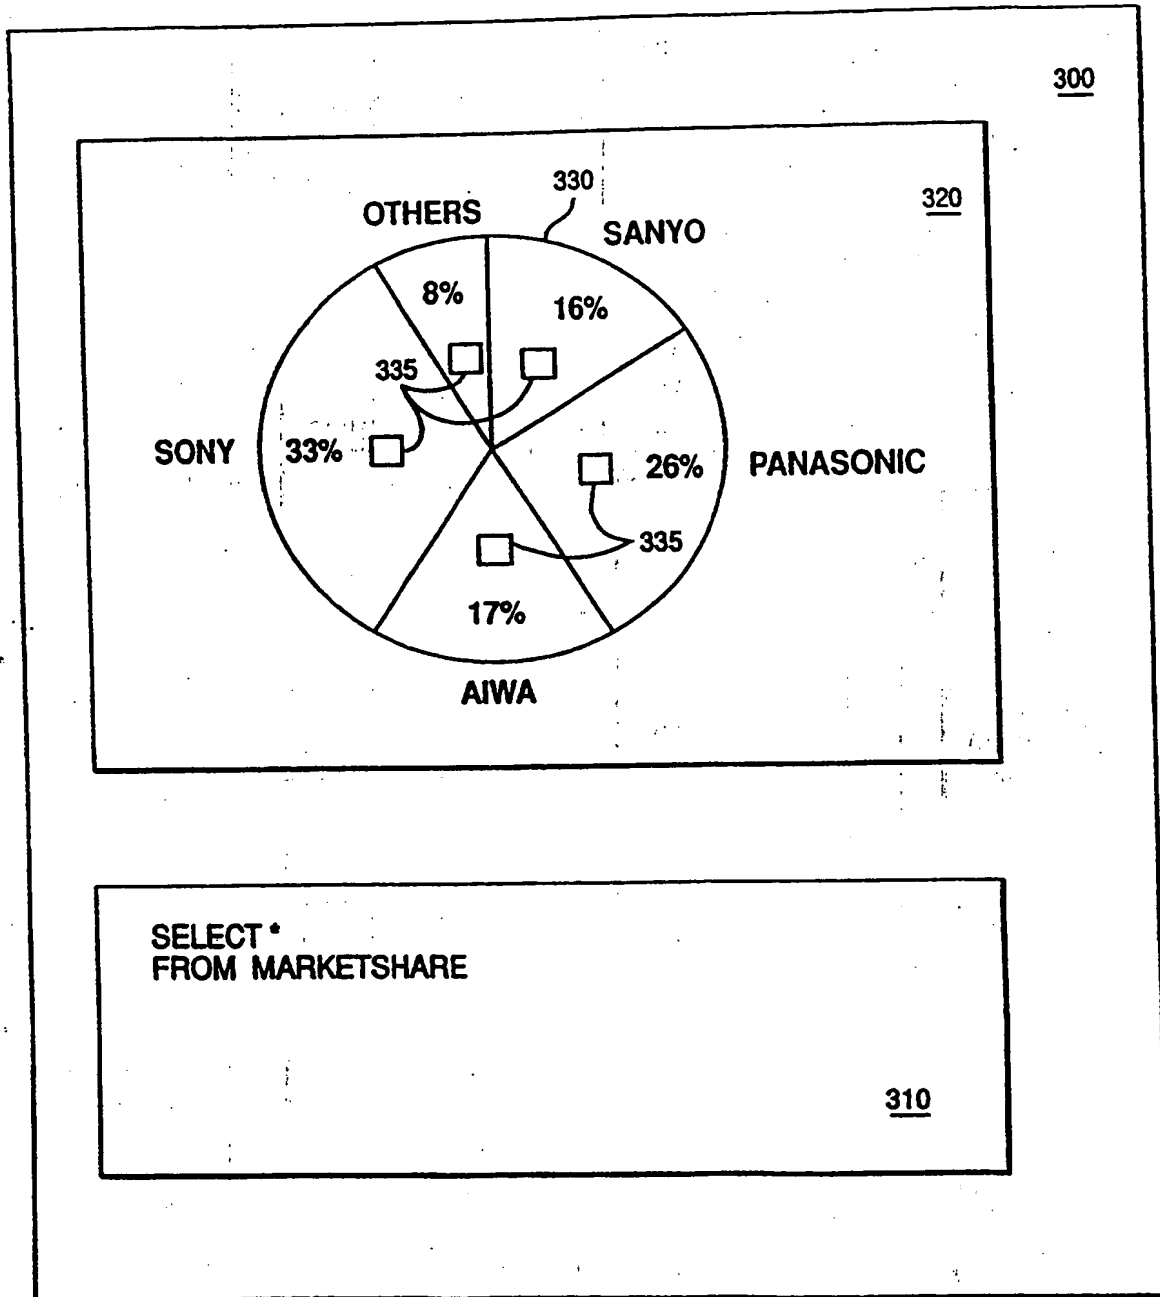 300
320
330
OTHERS
SANYO
8%
16%
335
SONY
33%
26%
PANASONIC
335
17%
AIWA
SELECT *
FROM MARKETSHARE
310